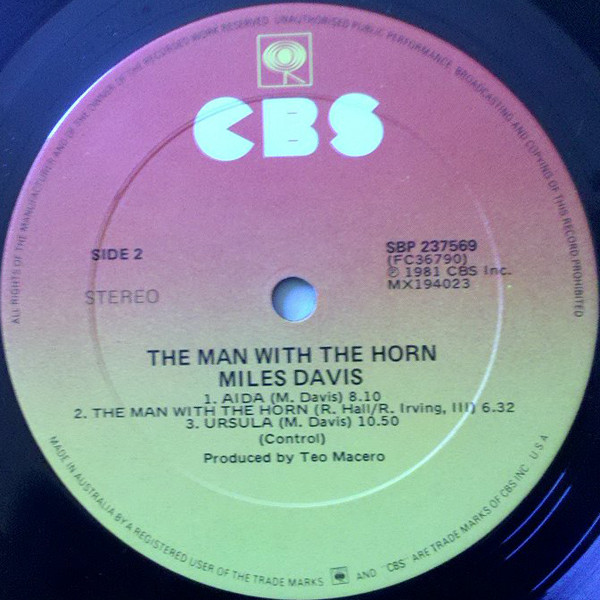 ALL RIGHTS OF THE MANUFACTURER AND OF THE OWNER OF THE RECORDED WORK RESERVED. UNAUTHORISED PUBLIC PERFORMANCE, BROADCASTING AND COPYING OF THIS RECORD PROHIBITED
CBS
SIDE 2
STEREO
SBP 237569
(FC36790)
℗ 1981 CBS Inc.
MX194023
THE MAN WITH THE HORN
MILES DAVIS
1. AIDA (M. Davis) 8.10
2. THE MAN WITH THE HORN (R. Hall/R. Irving, III) 6.32
3. URSULA (M. Davis) 10.50
(Control)
Produced by Teo Macero
MADE IN AUSTRALIA BY A REGISTERED USER OF THE TRADE MARKS AND "CBS" ARE TRADE MARKS OF CBS INC. U.S.A.